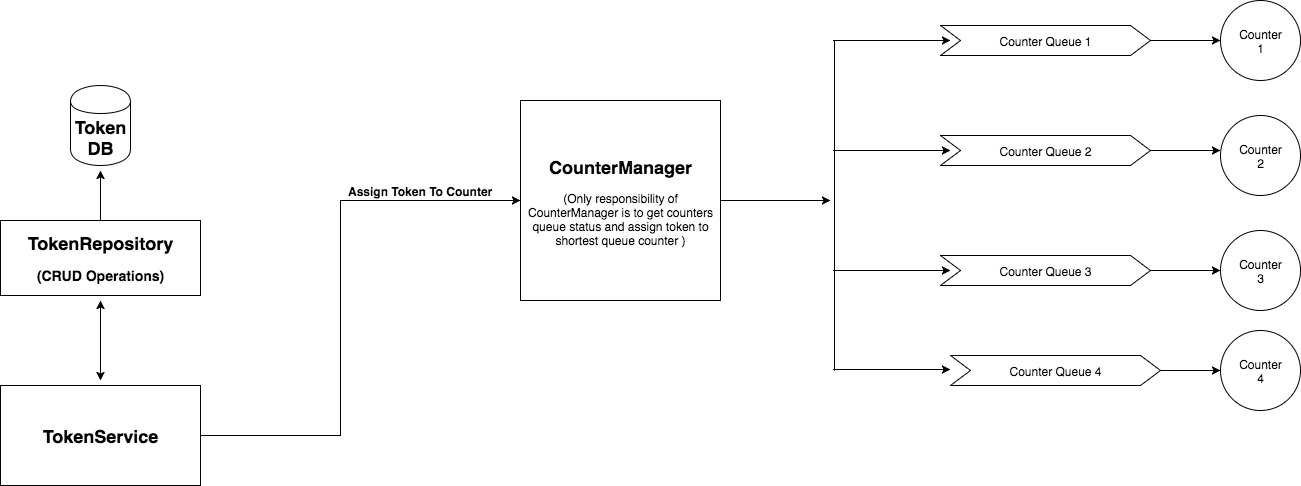 Token
DB
TokenRepository
(CRUD Operations)
TokenService
Assign Token To Counter
CounterManager
(Only responsibility of
CounterManager is to get counters
queue status and assign token to
shortest queue counter )
Counter Queue 1
Counter
1
Counter Queue 2
Counter
2
Counter Queue 3
Counter
3
Counter Queue 4
Counter
4